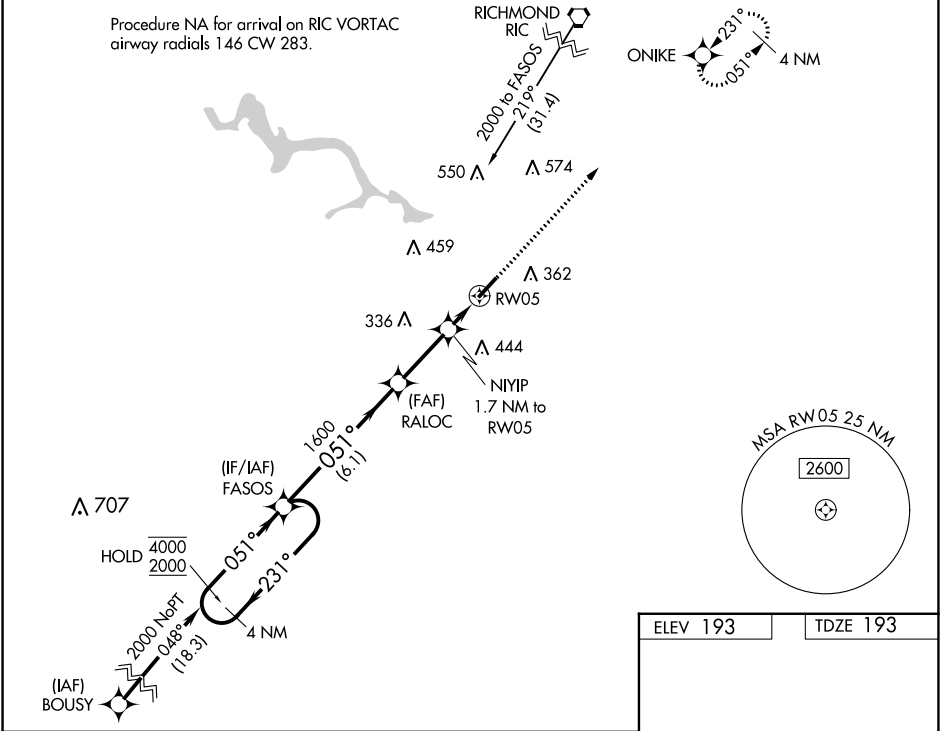 Procedure NA for arrival on RIC VORTAC
airway radials 146 CW 283.
RICHMOND
RIC
2000 to FASOS
219°
(31.4)
ONIKE
231°
051°
4 NM
550
574
459
362
RW05
336
444
NIYIP
1.7 NM to
RW05
(FAF)
RALOC
1600
051°
(6.1)
(IF/IAF)
FASOS
707
HOLD
4000
2000
051°
231°
4 NM
2000 NoPT
048°
(18.3)
(IAF)
BOUSY
MSA RW05 25 NM
2600
ELEV 193
TDZE 193